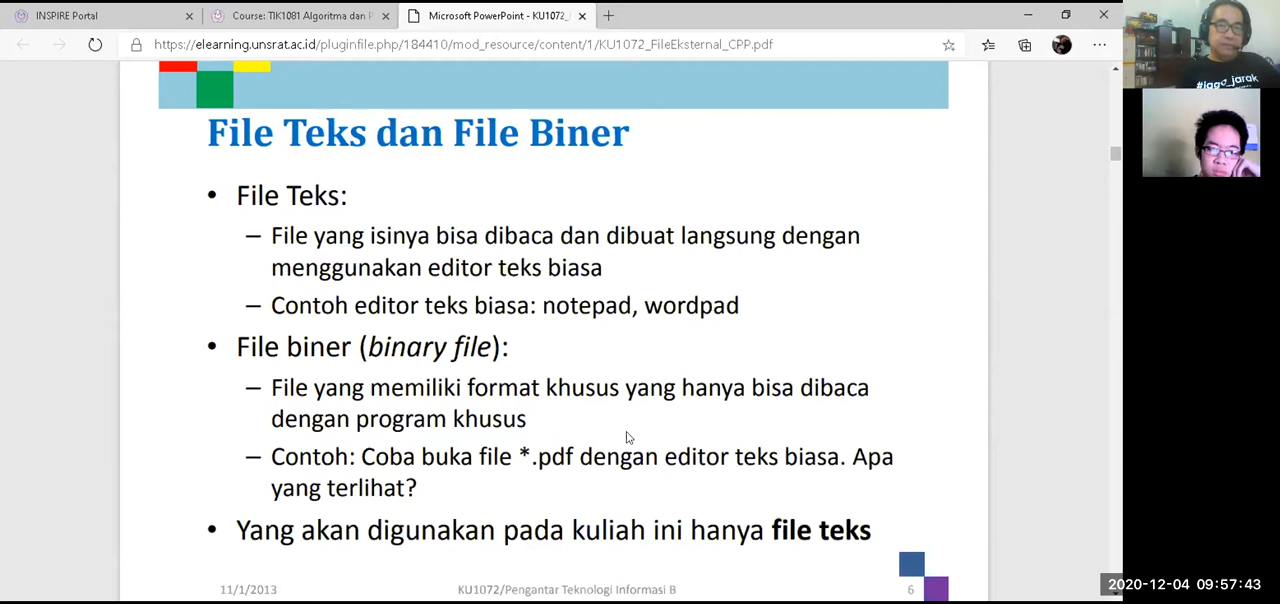 INSPIRE Portal
Course: TIK1081 Algoritma dan P
Microsoft PowerPoint - KU1072_
https://elearning.unsrat.ac.id/pluginfile.php/184410/mod_resource/content/1/KU1072_FileEksternal_CPP.pdf
#jaga_jarak
File Teks dan File Biner
• File Teks:
– File yang isinya bisa dibaca dan dibuat langsung dengan
menggunakan editor teks biasa
– Contoh editor teks biasa: notepad, wordpad
• File biner (binary file):
– File yang memiliki format khusus yang hanya bisa dibaca
dengan program khusus
– Contoh: Coba buka file *.pdf dengan editor teks biasa. Apa
yang terlihat?
• Yang akan digunakan pada kuliah ini hanya file teks
11/1/2013
KU1072/Pengantar Teknologi Informasi B
6
2020-12-04 09:57:43